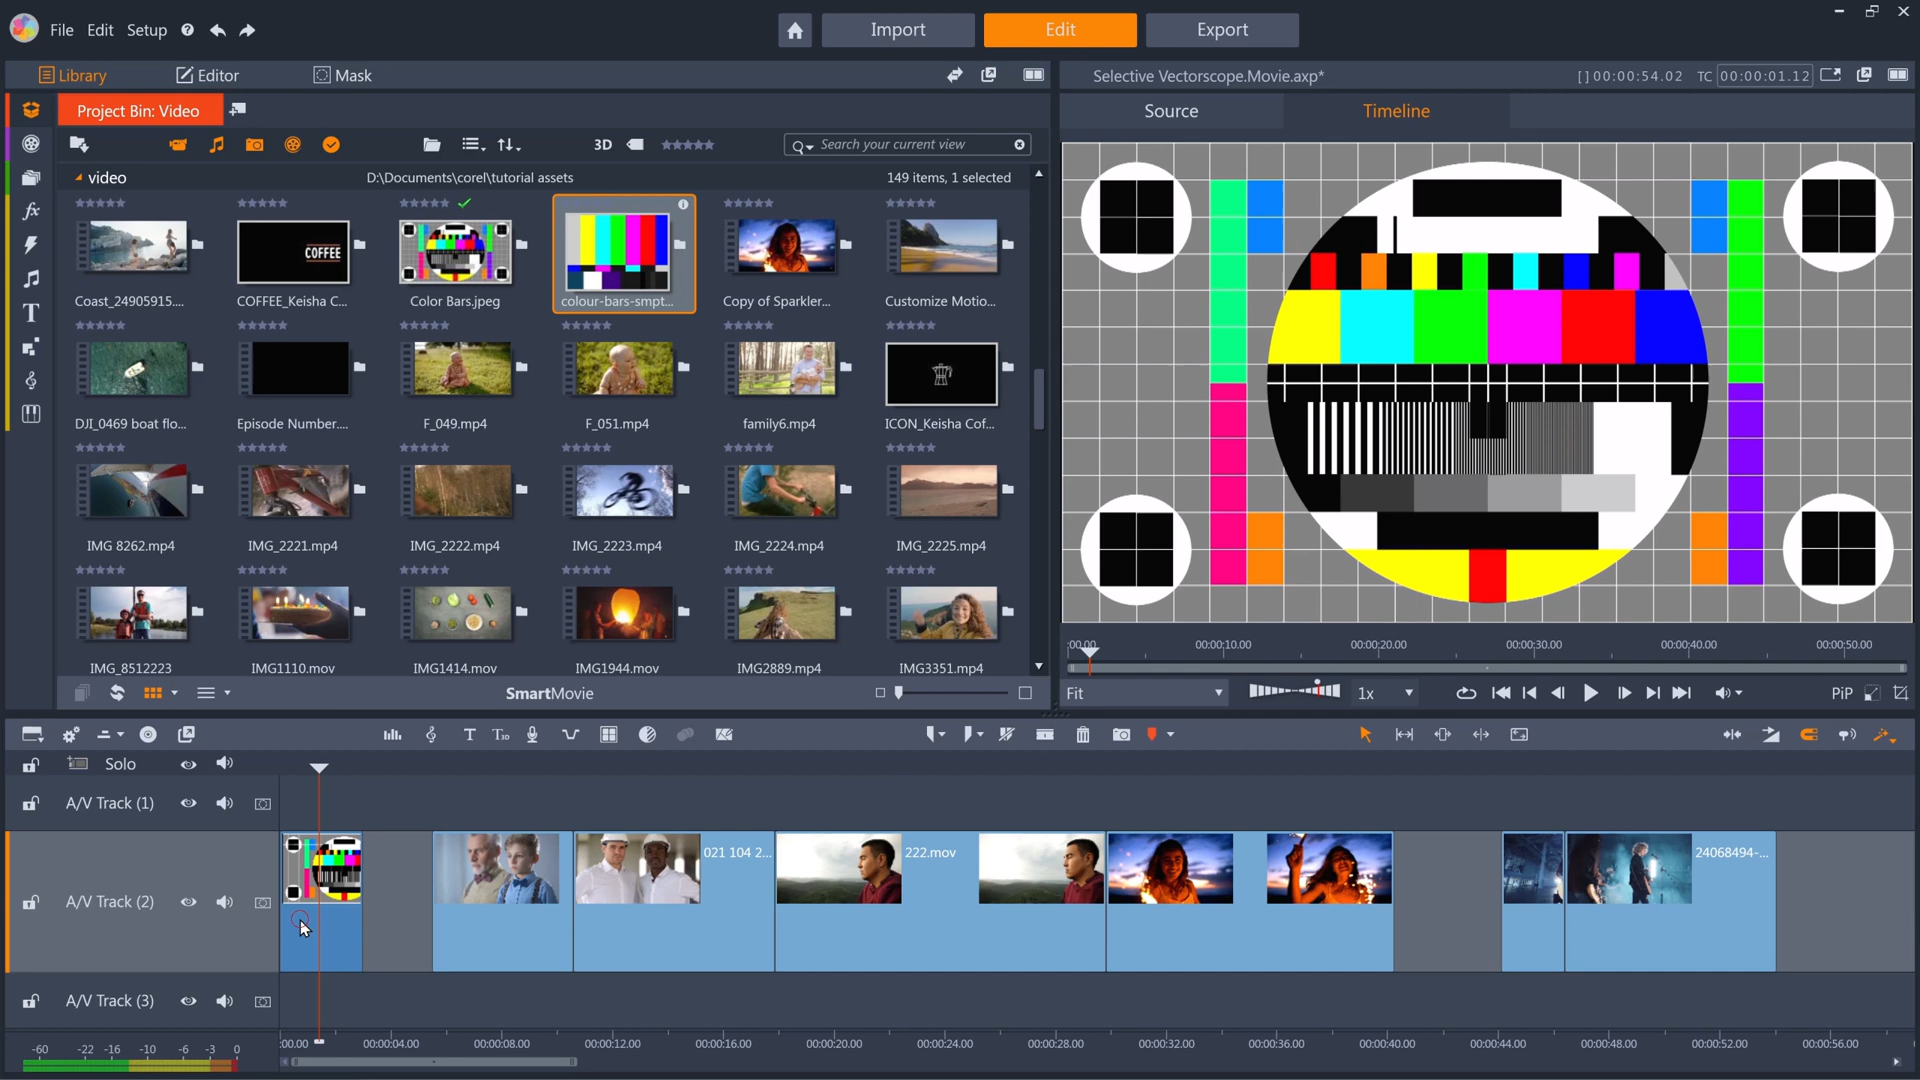 File Edit Setup
Import Edit Export
Library Editor Mask
Selective Vectorscope.Movie.axp* [ ] 00:00:54.02 TC 00:00:01.12
Project Bin: Video
Source Timeline
3D Search your current view
video D:\Documents\corel\tutorial assets 149 items, 1 selected
COFFEE
Coast_24905915.... COFFEE_Keisha C... Color Bars.jpeg colour-bars-smpt... Copy of Sparkler... Customize Motio...
DJI_0469 boat flo... Episode Number.... F_049.mp4 F_051.mp4 family6.mp4 ICON_Keisha Cof...
IMG 8262.mp4 IMG_2221.mp4 IMG_2222.mp4 IMG_2223.mp4 IMG_2224.mp4 IMG_2225.mp4
:00.00 00:00:10.00 00:00:20.00 00:00:30.00 00:00:40.00 00:00:50.00
IMG_8512223 IMG1110.mov IMG1414.mov IMG1944.mov IMG2889.mp4 IMG3351.mp4
SmartMovie
Fit 1x PiP
T T3D
Solo
A/V Track (1)
021 104 2... 222.mov 24068494-...
A/V Track (2)
A/V Track (3)
:00.00 00:00:04.00 00:00:08.00 00:00:12.00 00:00:16.00 00:00:20.00 00:00:24.00 00:00:28.00 00:00:32.00 00:00:36.00 00:00:40.00 00:00:44.00 00:00:48.00 00:00:52.00 00:00:56.00
-60 -22 -16 -10 -6 -3 0